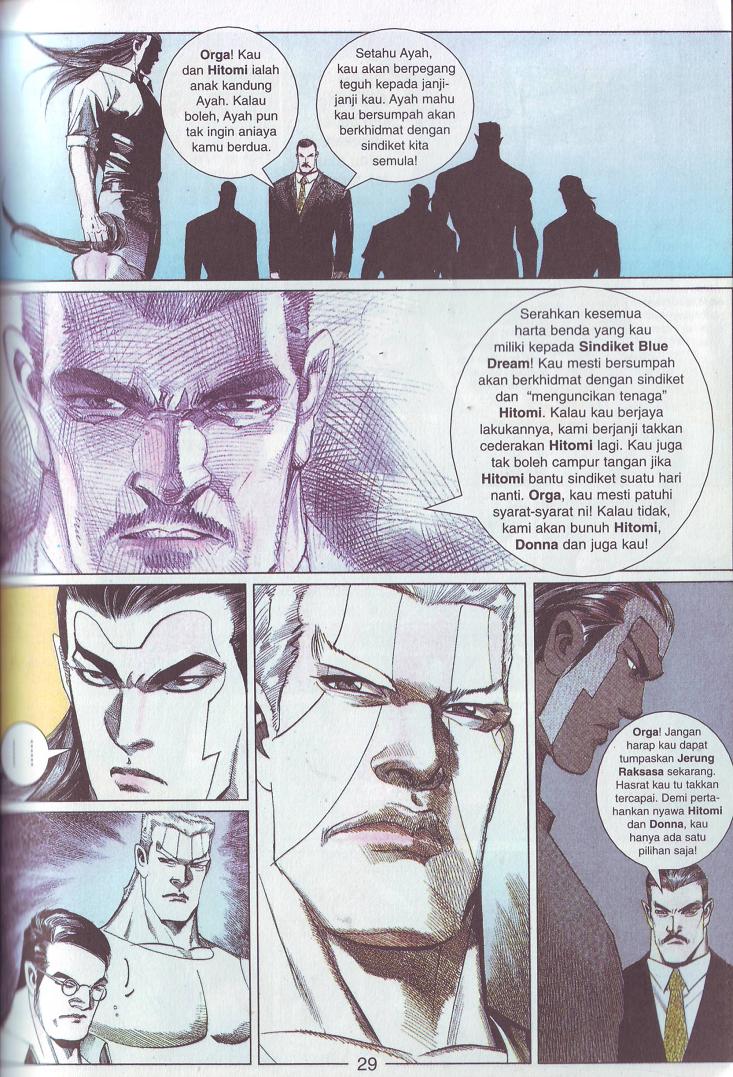 Orga! Kau
dan Hitomi ialah
anak kandung
Ayah. Kalau
boleh, Ayah pun
tak ingin aniaya
kamu berdua.
Setahu Ayah,
kau akan berpegang
teguh kepada janji-
janji kau. Ayah mahu
kau bersumpah akan
berkhidmat dengan
sindiket kita
semula!
Serahkan kesemua
harta benda yang kau
miliki kepada Sindiket Blue
Dream! Kau mesti bersumpah
akan berkhidmat dengan sindiket
dan "menguncikan tenaga"
Hitomi. Kalau kau berjaya
lakukannya, kami berjanji takkan
cederakan Hitomi lagi. Kau juga
tak boleh campur tangan jika
Hitomi bantu sindiket suatu hari
nanti. Orga, kau mesti patuhi
syarat-syarat ni! Kalau tidak,
kami akan bunuh Hitomi,
Donna dan juga kau!
......
Orga! Jangan
harap kau dapat
tumpaskan Jerung
Raksasa sekarang.
Hasrat kau tu takkan
tercapai. Demi perta-
hankan nyawa Hitomi
dan Donna, kau
hanya ada satu
pilihan saja!
29